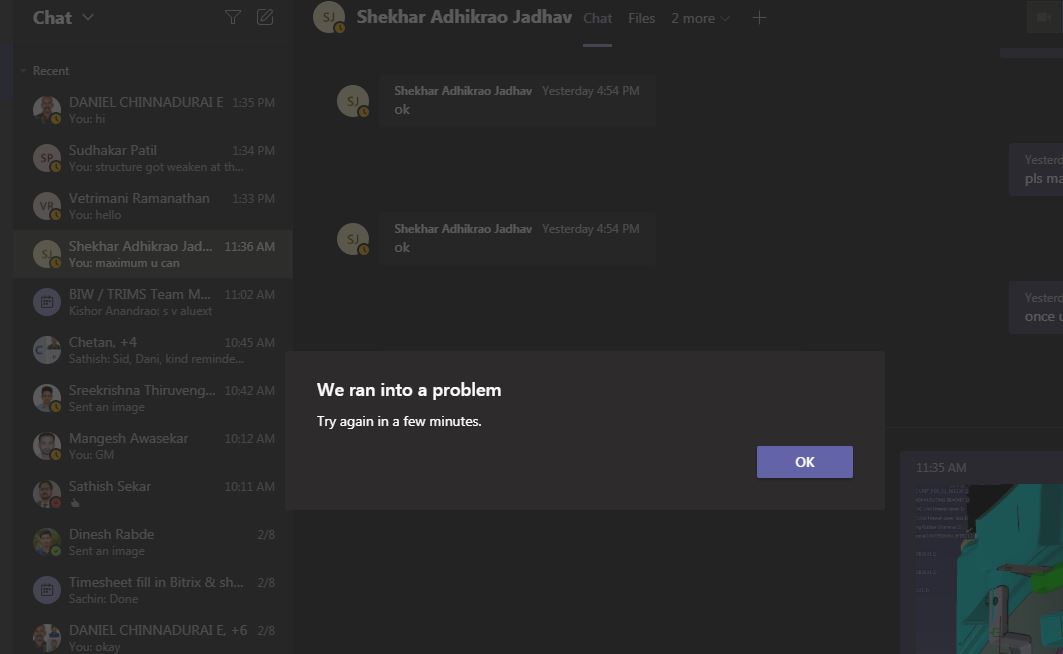 Chat
Recent
DANIEL CHINNADURAI E 1:35 PM
You: hi
Sudhakar Patil 1:34 PM
You: structure got weaken at th...
Vetrimani Ramanathan 1:33 PM
You: hello
Shekhar Adhikrao Jad... 11:36 AM
You: maximum u can
BIW / TRIMS Team M... 11:02 AM
Kishor Anandrao: s v aluext
Chetan, +4 10:45 AM
Sathish: Sid, Dani, kind reminde...
Sreekrishna Thiruveng... 10:42 AM
Sent an image
Mangesh Awasekar 10:12 AM
You: GM
Sathish Sekar 10:11 AM
Dinesh Rabde 2/8
Sent an image
Timesheet fill in Bitrix & sh... 2/8
Sachin: Done
DANIEL CHINNADURAI E, +6 2/8
You: okay
SJ Shekhar Adhikrao Jadhav Chat Files 2 more
SJ Shekhar Adhikrao Jadhav Yesterday 4:54 PM
ok
Yesterd
pls ma
SJ Shekhar Adhikrao Jadhav Yesterday 4:54 PM
ok
Yesterd
once u
We ran into a problem
Try again in a few minutes.
OK
11:35 AM
SP
VR
SJ
C